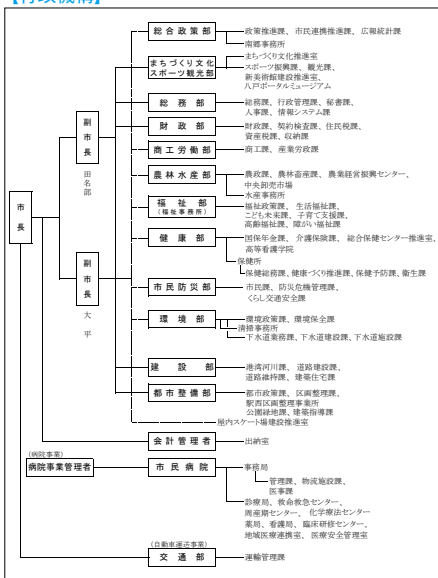 【行政機構】
市長
副市長
田名部
副市長
大平
総合政策部
政策推進課、市民連携推進課、広報統計課
南郷事務所
まちづくり文化
スポーツ観光部
まちづくり文化推進室
スポーツ振興課、観光課、
新美術館建設推進室、
八戸ポータルミュージアム
総務部
総務課、行政管理課、秘書課、
人事課、情報システム課
財政部
財政課、契約検査課、住民税課、
資産税課、収納課
商工労働部
商工課、産業労政課
農林水産部
農政課、農林畜産課、農業経営振興センター、
中央卸売市場
水産事務所
福祉部
(福祉事務所)
福祉政策課、生活福祉課、
こども未来課、子育て支援課、
高齢福祉課、障がい福祉課
健康部
国保年金課、介護保険課、総合保健センター推進室、
高等看護学院
保健所
保健総務課、健康づくり推進課、保健予防課、衛生課
市民防災部
市民課、防災危機管理課、
くらし交通安全課
環境部
環境政策課、環境保全課
清掃事務所
下水道業務課、下水道建設課、下水道施設課
建設部
港湾河川課、道路建設課、
道路維持課、建築住宅課
都市整備部
都市政策課、区画整理課、
駅西区画整理事業所
公園緑地課、建築指導課
屋内スケート場建設推進室
会計管理者
出納室
(病院事業)
病院事業管理者
市民病院
事務局
管理課、物流施設課、
医事課
診療局、救命救急センター、
周産期センター、化学療法センター
薬局、看護局、臨床研修センター、
地域医療連携室、医療安全管理室
(自動車運送事業)
交通部
運輸管理課